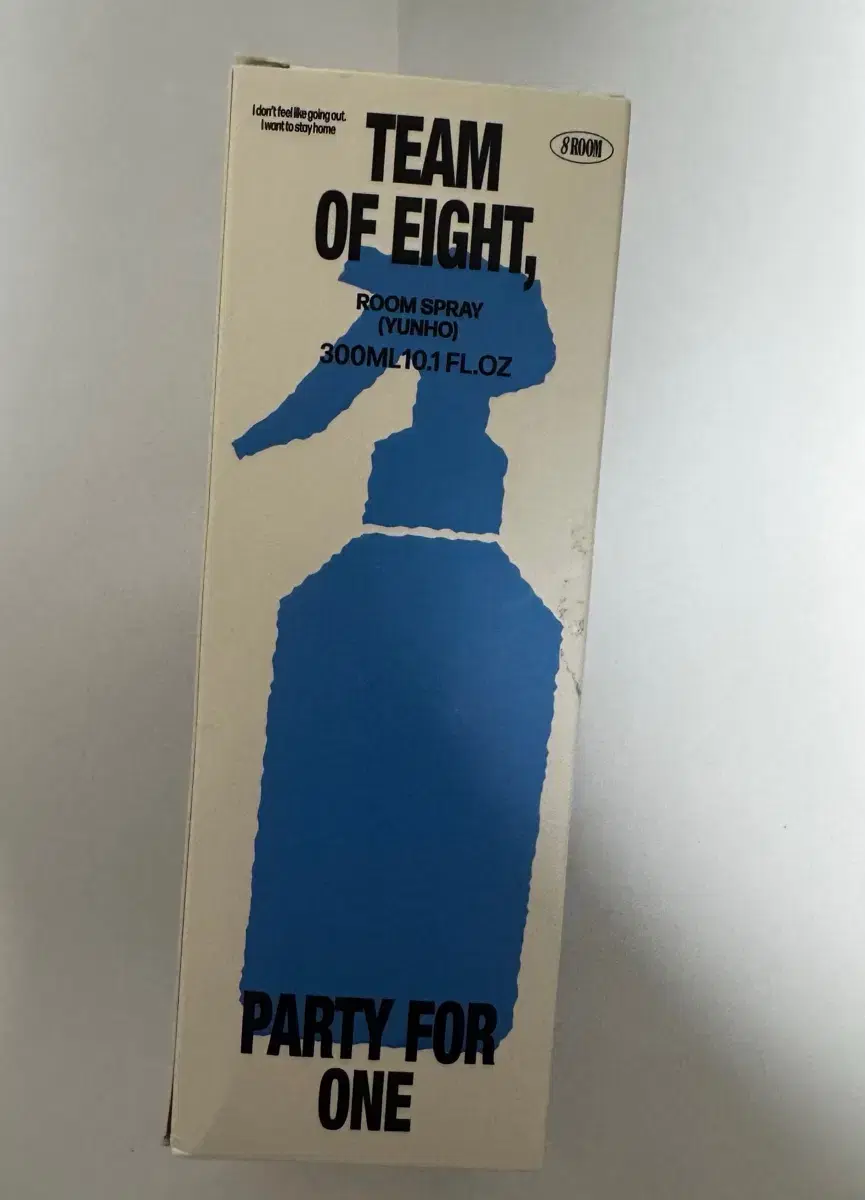 I don't feel like going out.
I want to stay home
8 ROOM
TEAM
OF EIGHT,
ROOM SPRAY
(YUNHO)
300ML10.1 FL.OZ
PARTY FOR
ONE